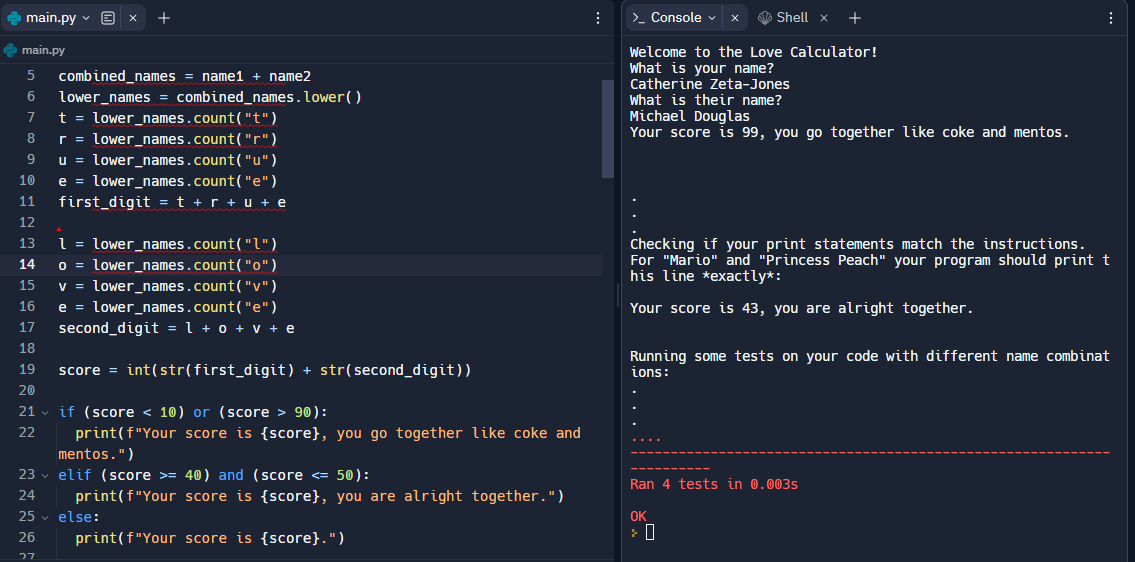 main.py
main.py
5 combined_names = name1 + name2
6 lower_names = combined_names.lower()
7 t = lower_names.count("t")
8 r = lower_names.count("r")
9 u = lower_names.count("u")
10 e = lower_names.count("e")
11 first_digit = t + r + u + e
12
13 l = lower_names.count("l")
14 o = lower_names.count("o")
15 v = lower_names.count("v")
16 e = lower_names.count("e")
17 second_digit = l + o + v + e
18
19 score = int(str(first_digit) + str(second_digit))
20
21 if (score < 10) or (score > 90):
22 print(f"Your score is {score}, you go together like coke and
mentos.")
23 elif (score >= 40) and (score <= 50):
24 print(f"Your score is {score}, you are alright together.")
25 else:
26 print(f"Your score is {score}.")
27
Console
Shell
Welcome to the Love Calculator!
What is your name?
Catherine Zeta-Jones
What is their name?
Michael Douglas
Your score is 99, you go together like coke and mentos.
.
.
.
Checking if your print statements match the instructions.
For "Mario" and "Princess Peach" your program should print t
his line *exactly*:
Your score is 43, you are alright together.
Running some tests on your code with different name combinat
ions:
.
.
.
....
----------------------------------------------------------------------
Ran 4 tests in 0.003s
OK